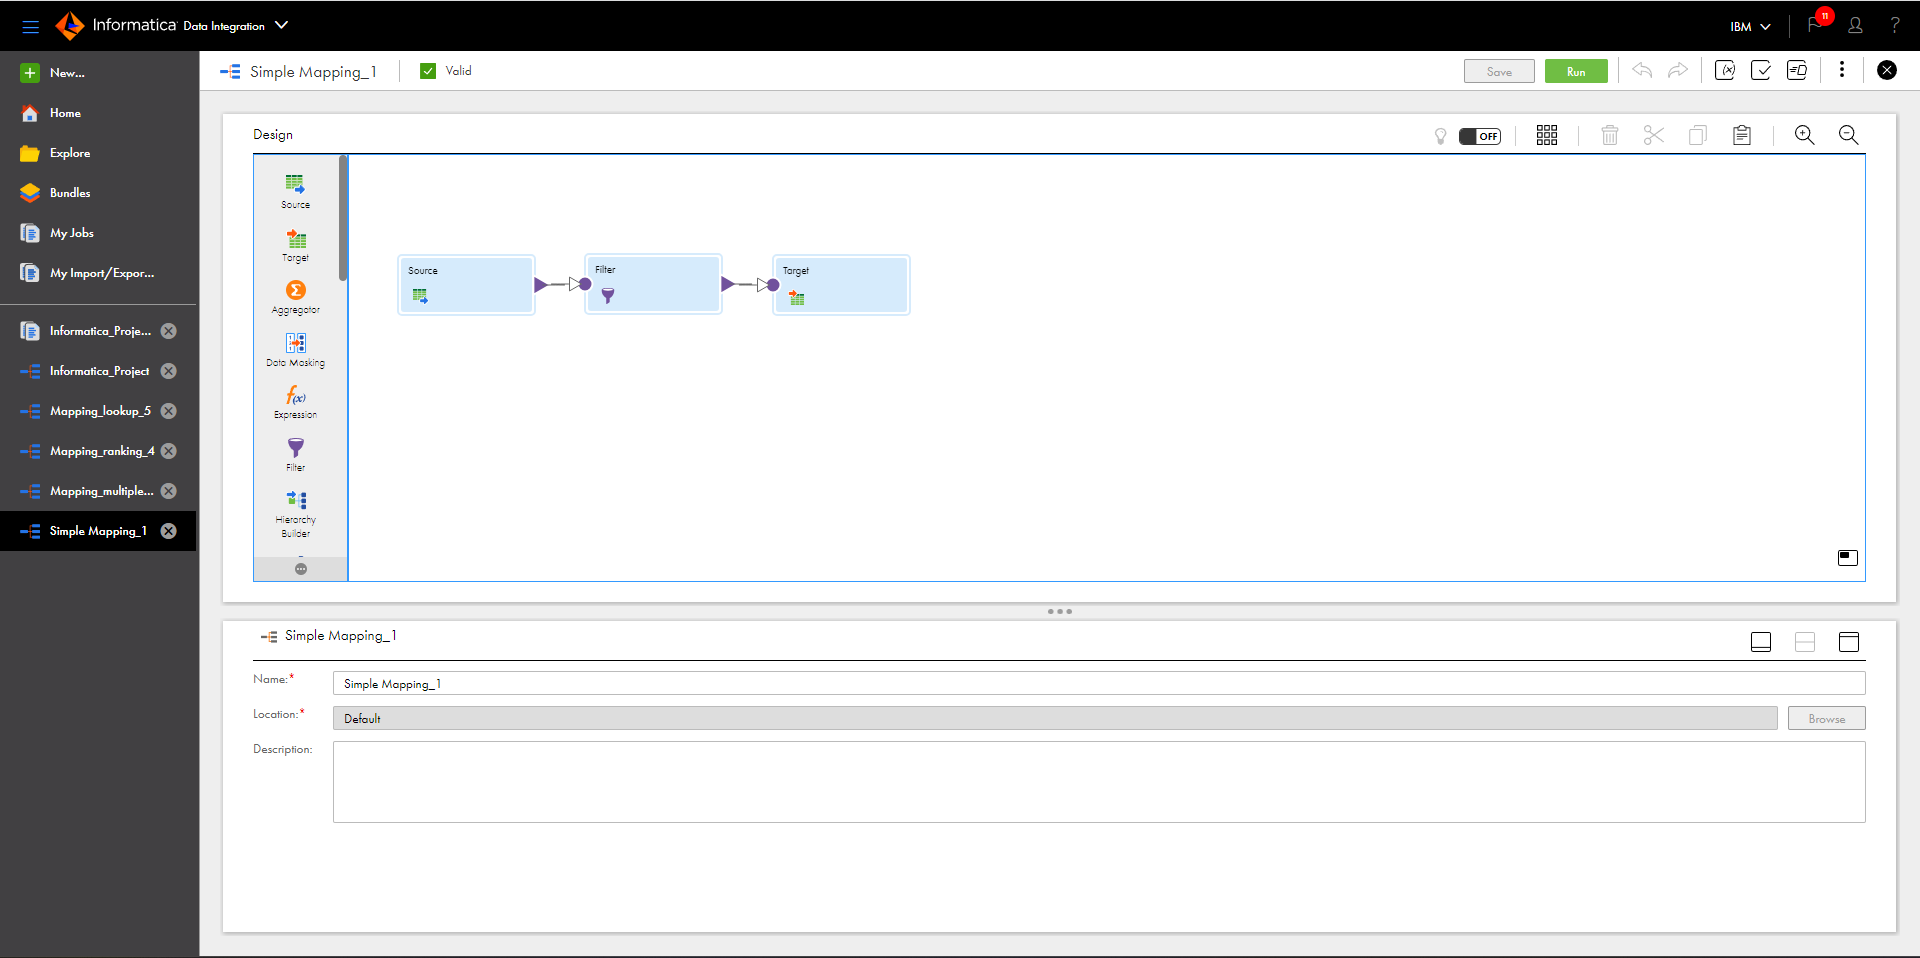 Informatica Data Integration
IBM
11
?
New...
Home
Explore
Bundles
My Jobs
My Import/Expor...
Informatica_Proje...
Informatica_Project
Mapping_lookup_5
Mapping_ranking_4
Mapping_multiple...
Simple Mapping_1
Simple Mapping_1
Valid
Save
Run
(x)
Design
OFF
Source
Target
Aggregator
Data Masking
f(x)
Expression
Filter
Hierarchy
Builder
Source
Filter
Target
Simple Mapping_1
Name:*
Simple Mapping_1
Location:*
Default
Browse
Description: